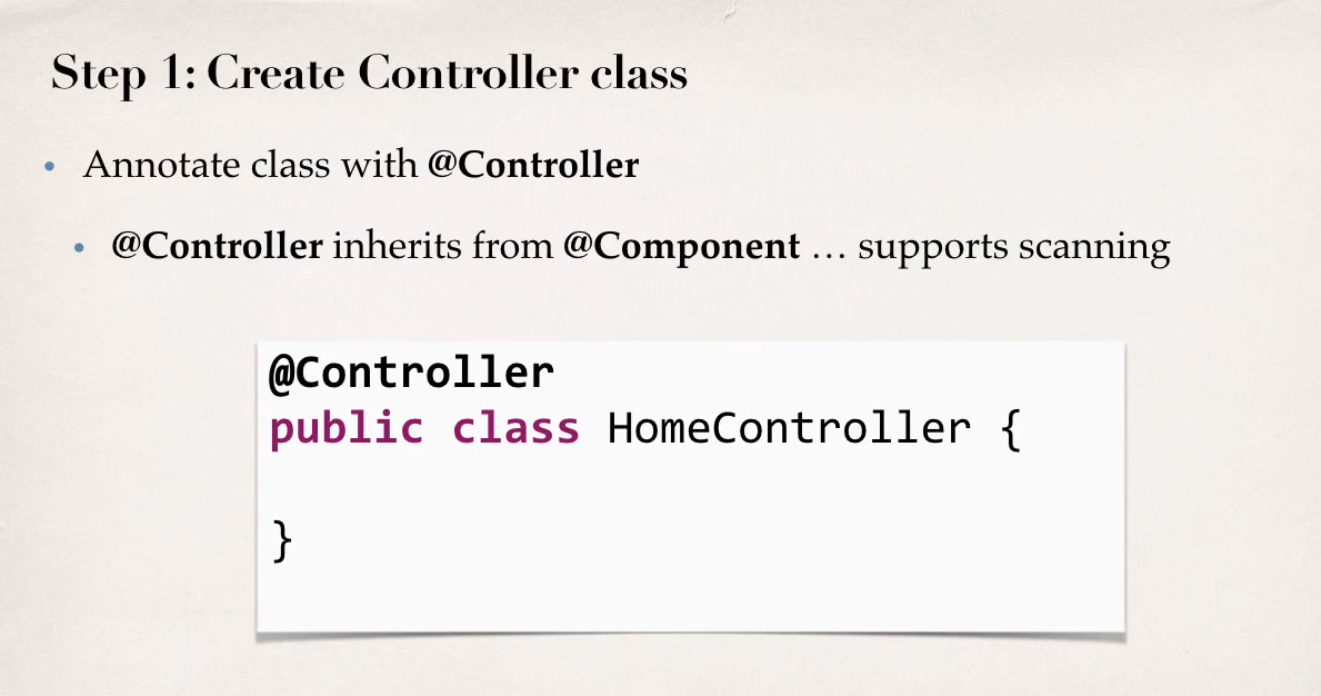 Step 1: Create Controller class
• Annotate class with @Controller
• @Controller inherits from @Component … supports scanning
@Controller
public class HomeController {
}